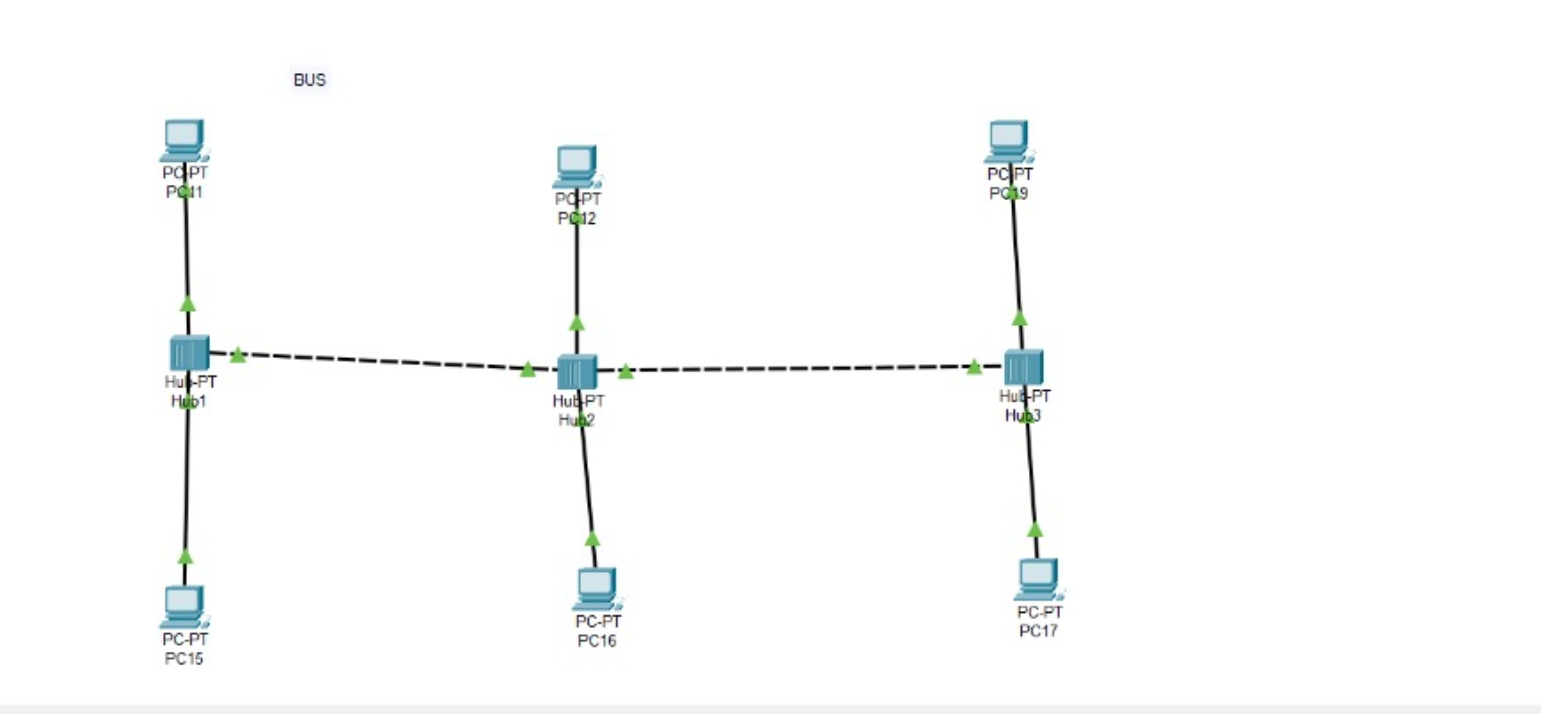 BUS
PC-PT
PC11
PC-PT
PC12
PC-PT
PC19
Hub-PT
Hub1
Hub-PT
Hub2
Hub-PT
Hub3
PC-PT
PC15
PC-PT
PC16
PC-PT
PC17